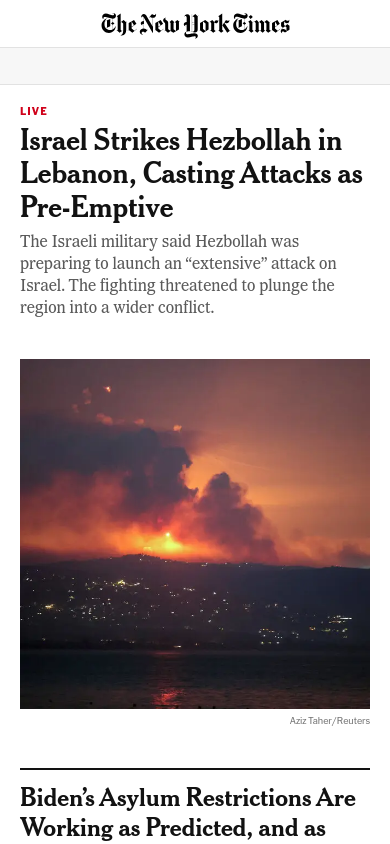 The New York Times
LIVE
Israel Strikes Hezbollah in
Lebanon, Casting Attacks as
Pre-Emptive
The Israeli military said Hezbollah was
preparing to launch an “extensive” attack on
Israel. The fighting threatened to plunge the
region into a wider conflict.
Aziz Taher/Reuters
Biden’s Asylum Restrictions Are
Working as Predicted, and as